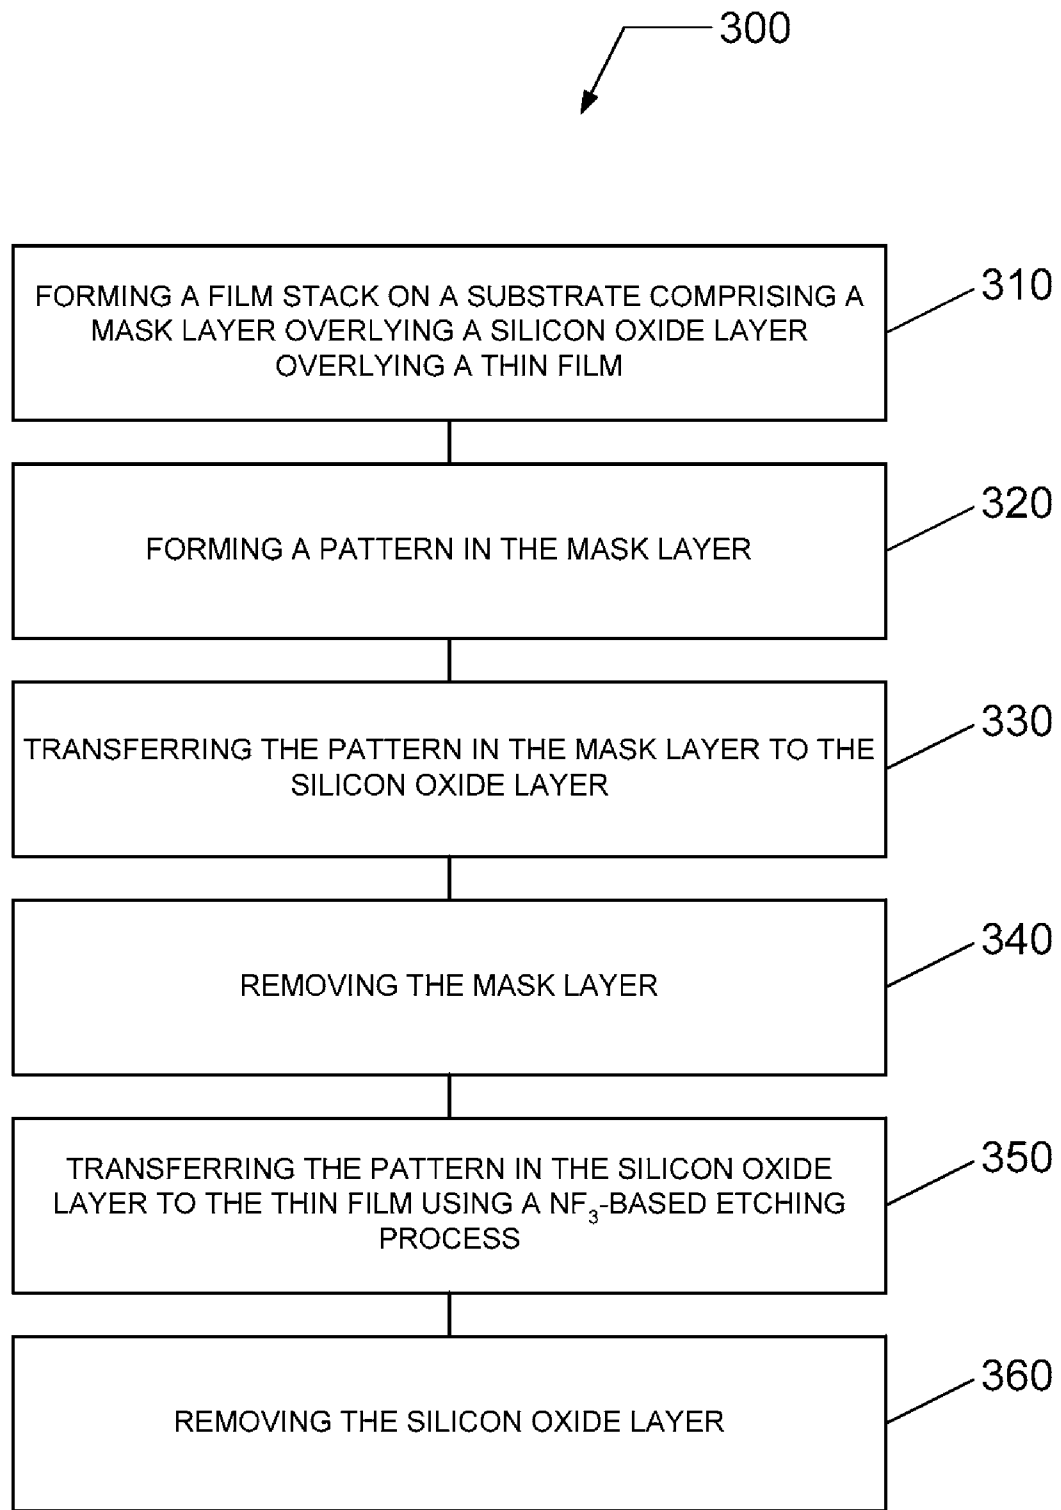 300
FORMING A FILM STACK ON A SUBSTRATE COMPRISING A
MASK LAYER OVERLYING A SILICON OXIDE LAYER
OVERLYING A THIN FILM
310
FORMING A PATTERN IN THE MASK LAYER
320
TRANSFERRING THE PATTERN IN THE MASK LAYER TO THE
SILICON OXIDE LAYER
330
REMOVING THE MASK LAYER
340
TRANSFERRING THE PATTERN IN THE SILICON OXIDE
LAYER TO THE THIN FILM USING A NF₃-BASED ETCHING
PROCESS
350
REMOVING THE SILICON OXIDE LAYER
360